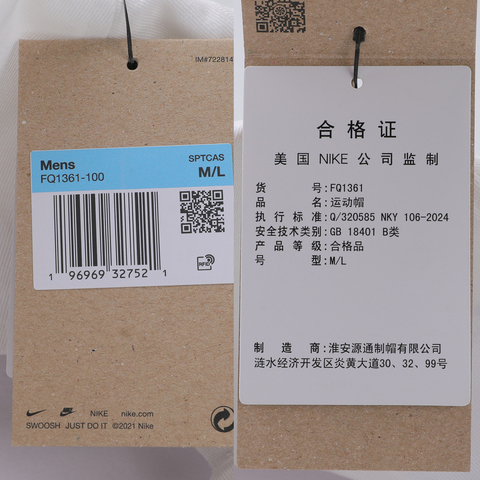 IM#722814
Mens
SPTCAS
FQ1361-100
M/L
1 96969 32752 1
RFID
NIKE nike.com
SWOOSH JUST DO IT ©2021 Nike
合格证
美国 NIKE 公司监制
货号:FQ1361
品名:运动帽
执行标准:Q/320585 NKY 106-2024
安全技术类别:GB 18401 B类
产品等级:合格品
号型:M/L
制造商:淮安源通制帽有限公司
涟水经济开发区炎黄大道30、32、99号